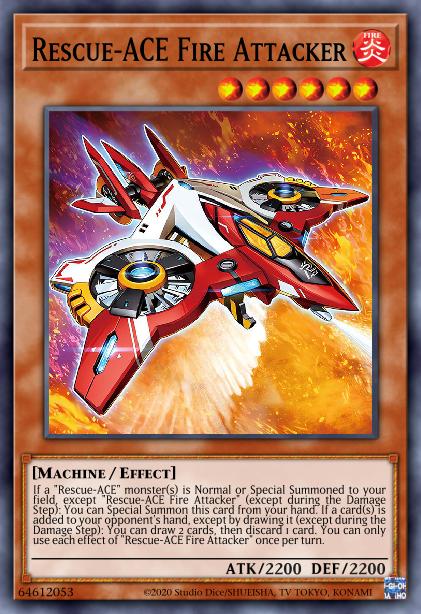 RESCUE-ACE FIRE ATTACKER
FIRE
炎
[MACHINE / EFFECT]
If a "Rescue-ACE" monster(s) is Normal or Special Summoned to your
field, except "Rescue-ACE Fire Attacker" (except during the Damage
Step): You can Special Summon this card from your hand. If a card(s) is
added to your opponent's hand, except by drawing it (except during the
Damage Step): You can draw 2 cards, then discard 1 card. You can only
use each effect of "Rescue-ACE Fire Attacker" once per turn.
ATK/2200 DEF/2200
64612053
©2020 Studio Dice/SHUEISHA, TV TOKYO, KONAMI